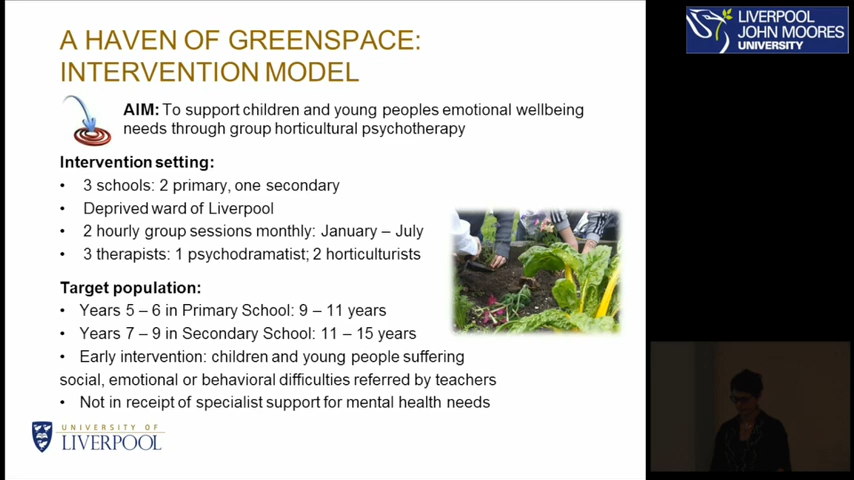 A HAVEN OF GREENSPACE:
INTERVENTION MODEL
AIM: To support children and young peoples emotional wellbeing
needs through group horticultural psychotherapy
Intervention setting:
• 3 schools: 2 primary, one secondary
• Deprived ward of Liverpool
• 2 hourly group sessions monthly: January – July
• 3 therapists: 1 psychodramatist; 2 horticulturists
Target population:
• Years 5 – 6 in Primary School: 9 – 11 years
• Years 7 – 9 in Secondary School: 11 – 15 years
• Early intervention: children and young people suffering
social, emotional or behavioral difficulties referred by teachers
• Not in receipt of specialist support for mental health needs
UNIVERSITY OF
LIVERPOOL
LIVERPOOL
JOHN MOORES
UNIVERSITY